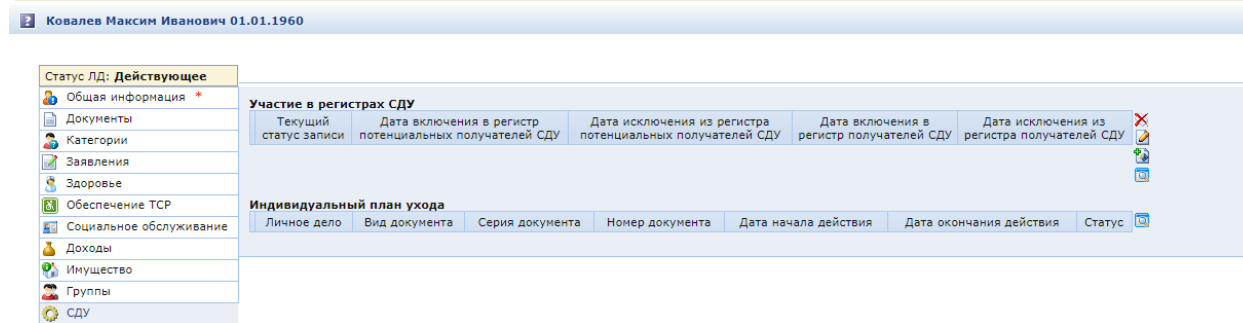 Ковалев Максим Иванович 01.01.1960
Статус ЛД: Действующее
Общая информация *
Документы
Категории
Заявления
Здоровье
Обеспечение ТСР
Социальное обслуживание
Доходы
Имущество
Группы
СДУ
Участие в регистрах СДУ
Текущий статус записи
Дата включения в регистр потенциальных получателей СДУ
Дата исключения из регистра потенциальных получателей СДУ
Дата включения в регистр получателей СДУ
Дата исключения из регистра получателей СДУ
Индивидуальный план ухода
Личное дело Вид документа Серия документа Номер документа Дата начала действия Дата окончания действия Статус